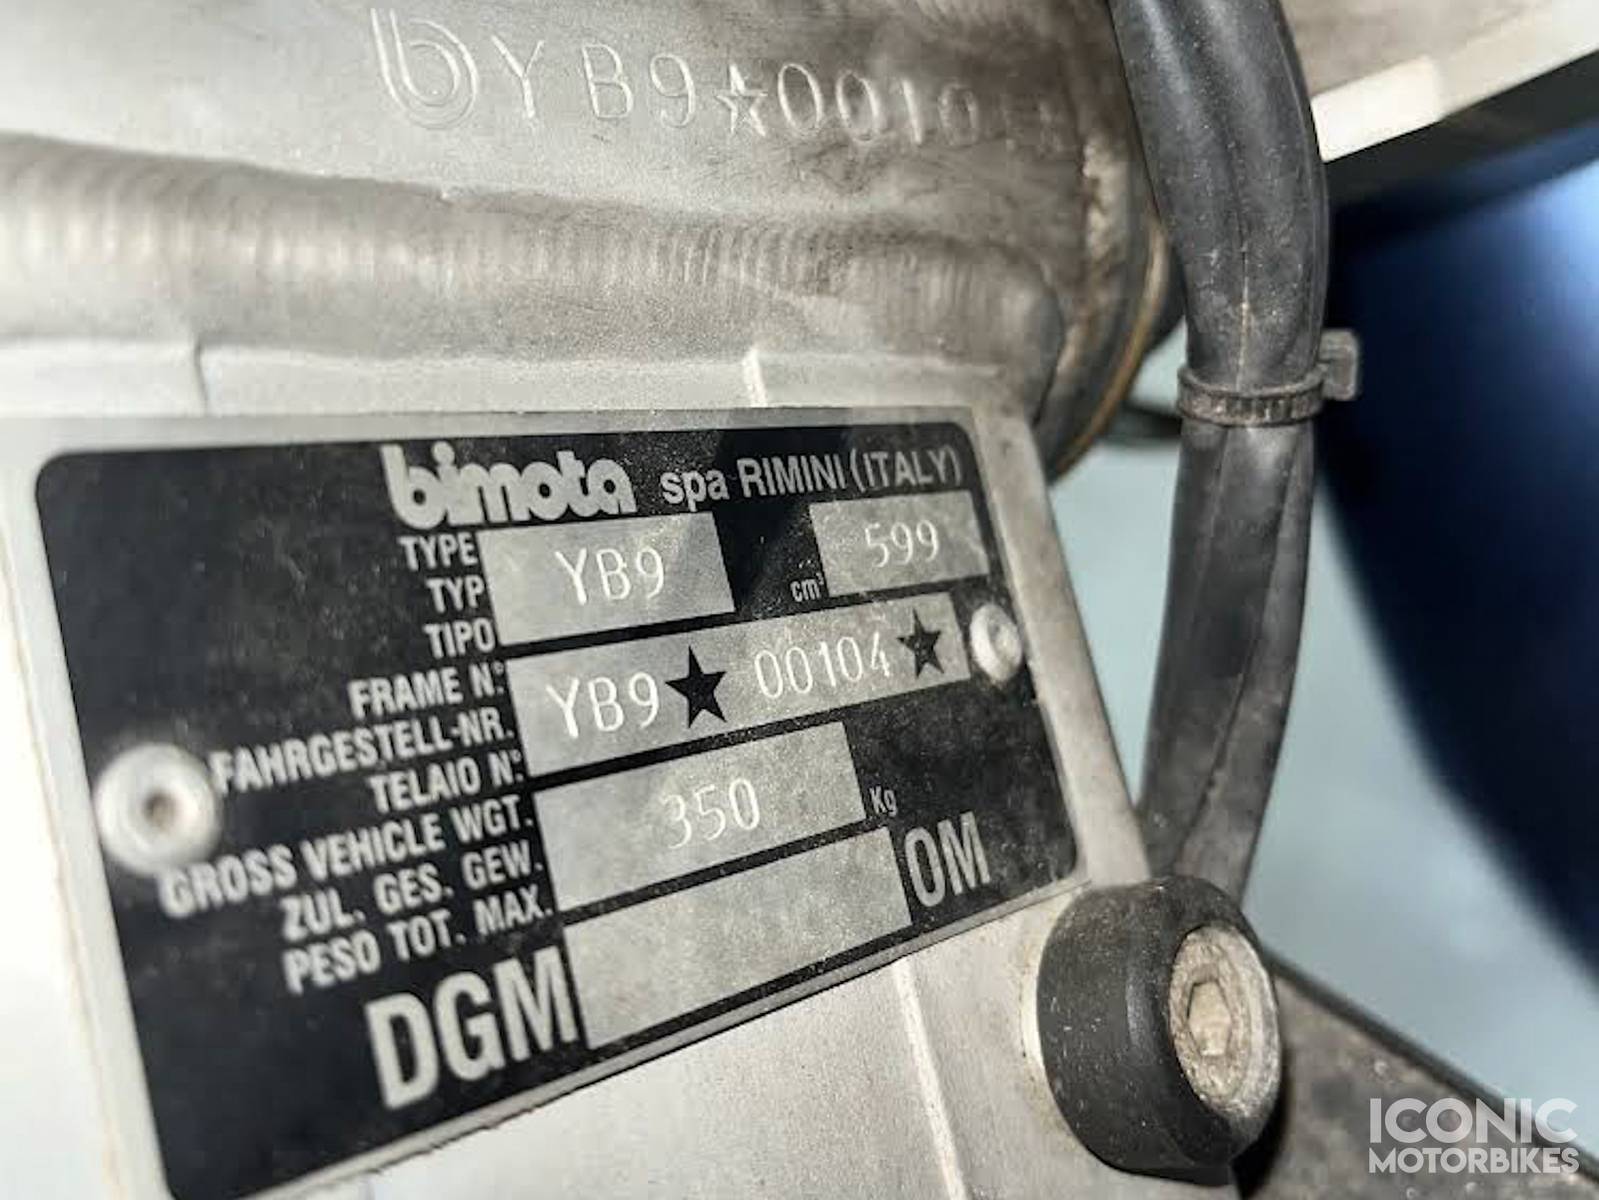 b YB9☆0010
bimota spa RIMINI (ITALY)
TYPE
TYP
TIPO
YB9
cm³
599
FRAME N°.
FAHRGESTELL-NR.
TELAIO N°.
YB9★ 00104★
GROSS VEHICLE WGT.
ZUL. GES. GEW.
PESO TOT. MAX.
350
Kg
DGM
OM
ICONIC
MOTORBIKES